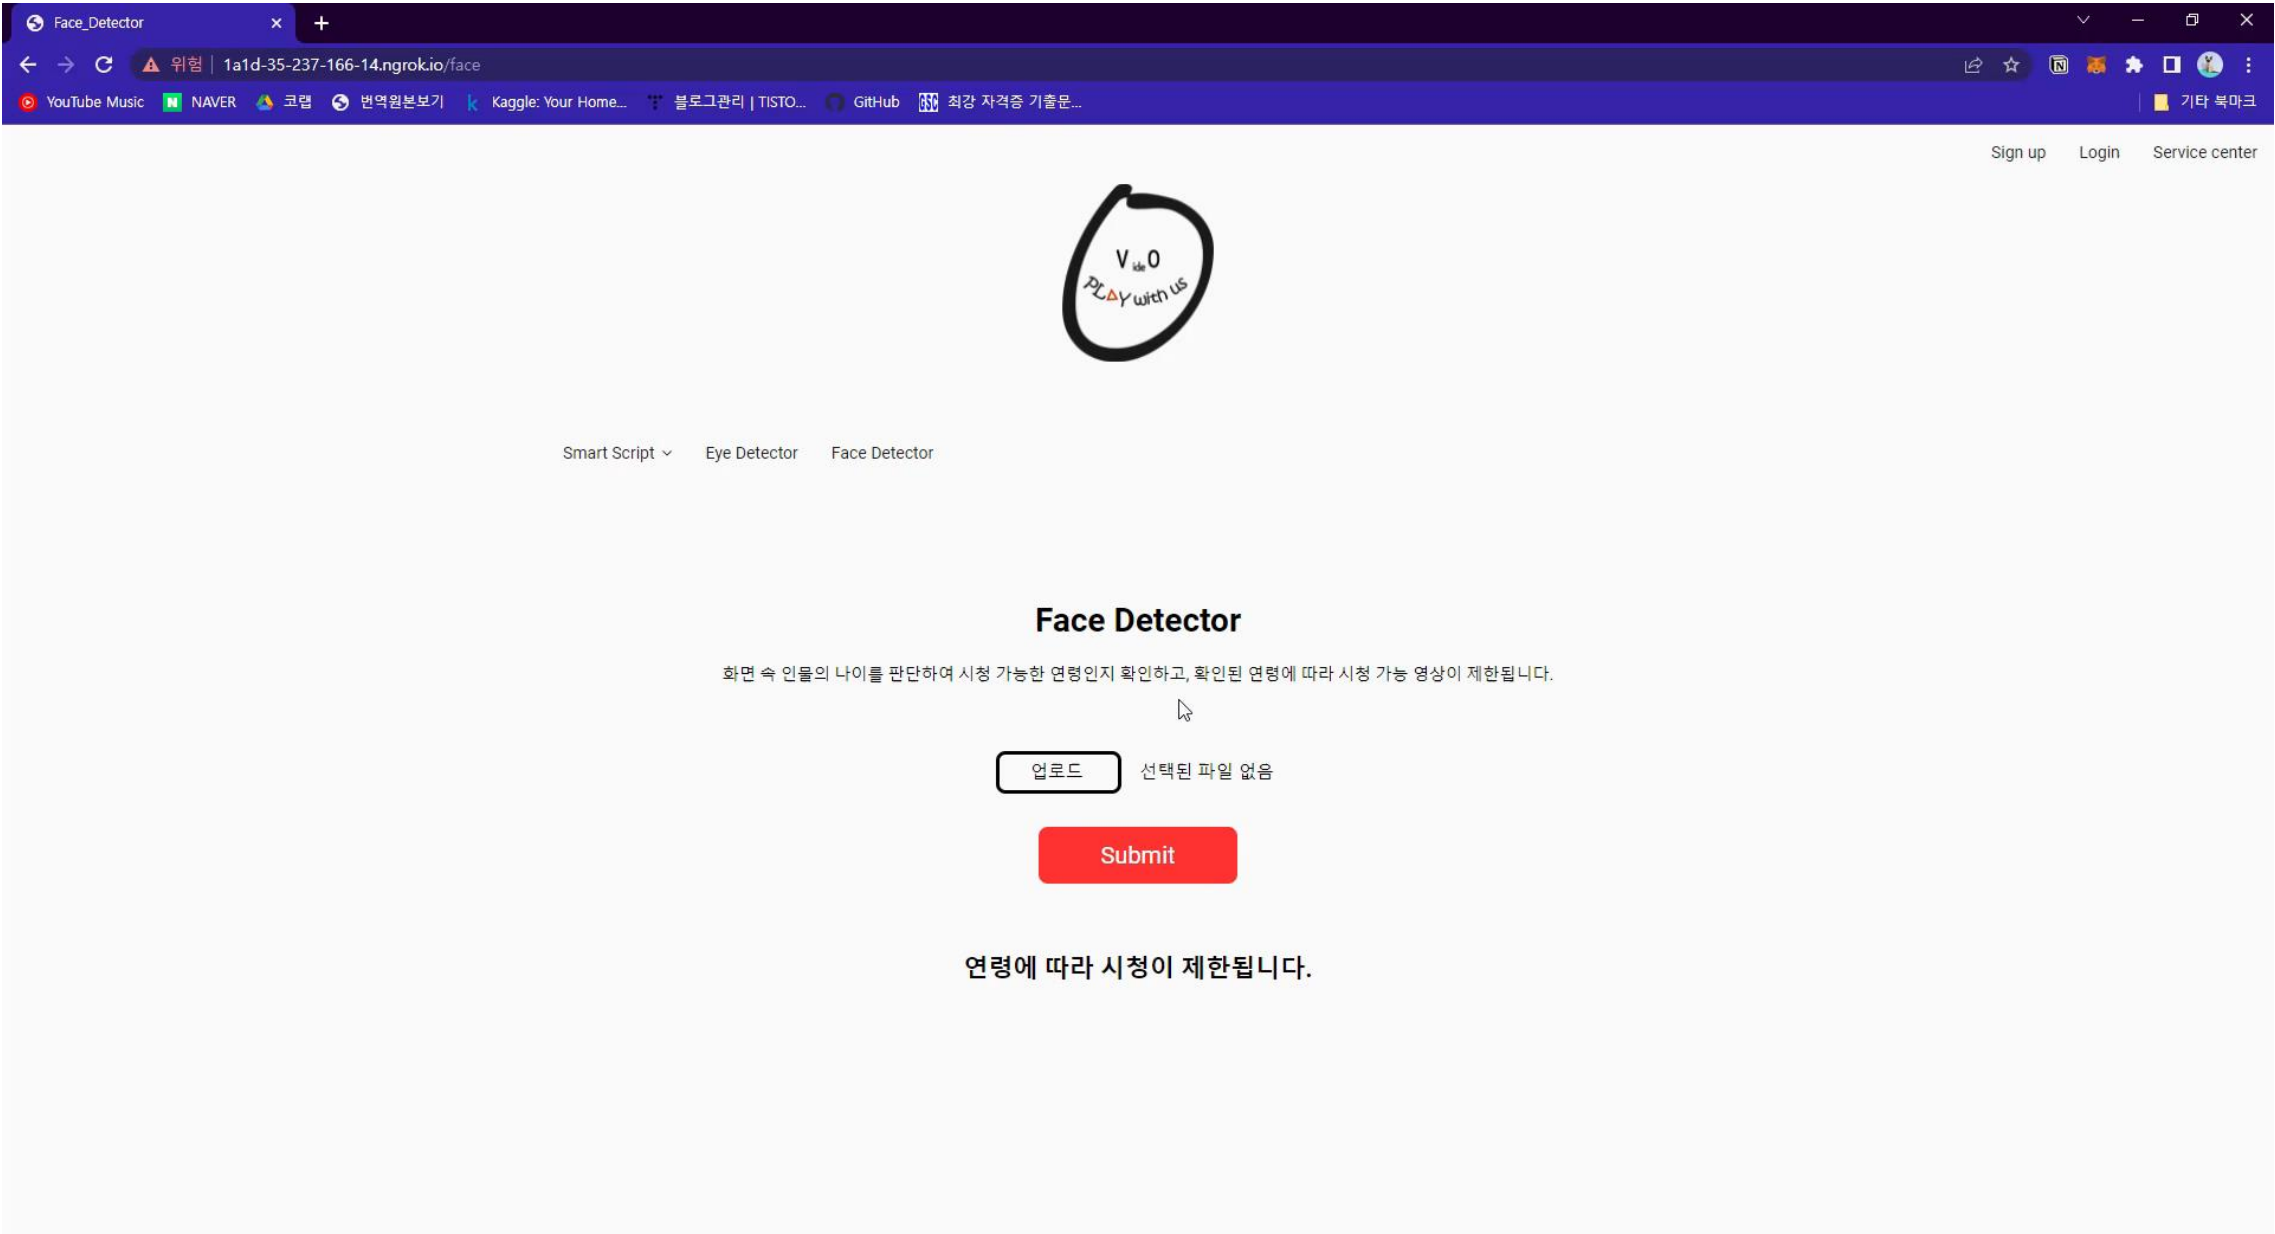 Face_Detector
위험 | 1a1d-35-237-166-14.ngrok.io/face
YouTube Music NAVER 코랩 번역원본보기 Kaggle: Your Home... 블로그관리 | TISTO... GitHub 최강 자격증 기출문... 기타 북마크
Sign up Login Service center
V ide O
PLAY with us
Smart Script Eye Detector Face Detector
Face Detector
화면 속 인물의 나이를 판단하여 시청 가능한 연령인지 확인하고, 확인된 연령에 따라 시청 가능 영상이 제한됩니다.
업로드 선택된 파일 없음
Submit
연령에 따라 시청이 제한됩니다.